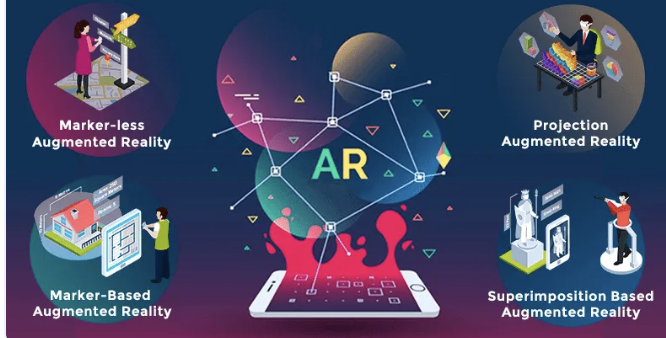 Marker-less
Augmented Reality
Projection
Augmented Reality
AR
Marker-Based
Augmented Reality
Superimposition Based
Augmented Reality